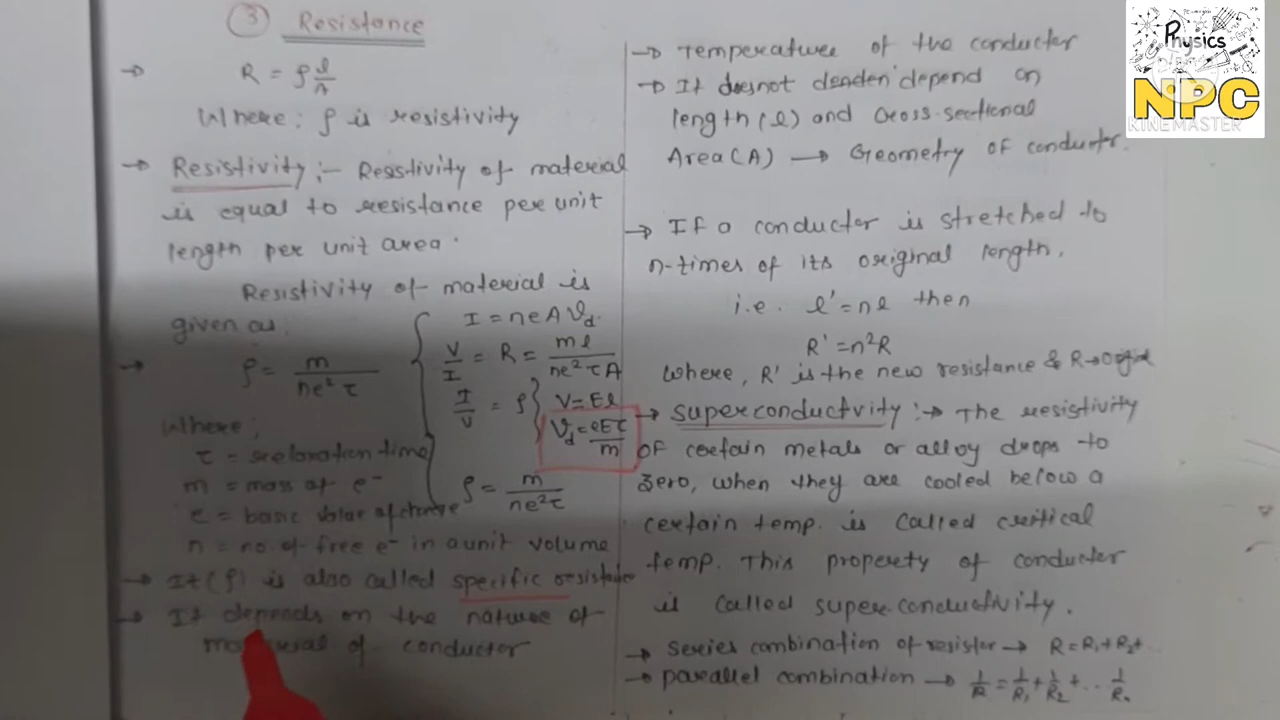 ③ Resistance
→ R = ρ l/A
Where: ρ is resistivity
→ Resistivity :- Resistivity of material
is equal to resistance per unit
length per unit area.
Resistivity of material is
given as:
→ ρ = m/ne²τ
I = neAVd.
V/I = R = ml/ne²τA
I/V = ρ } V = El
Vd = eEτ/m
ρ = m/ne²τ
Where;
τ = relaxation time
m = mass of e⁻
e = basic value of charge
n = no. of free e⁻ in a unit volume
→ It (ρ) is also called specific
→ It depends on the nature of
material of conductor
→ Temperature of the conductor
→ It doesnot depend on
length (l) and cross-sectional
Area (A) → Geometry of conductor.
→ If a conductor is stretched to
n-times of its original length.
i.e. l' = nl then
R' = n²R
Where, R' is the new resistance & R →
→ superconductvity :→ The resistivity
of certain metals or alloy drops to
zero, when they are cooled below a
certain temp. is called critical
temp. This property of conductor
is called super-conductivity.
→ Series combination of resistor → R = R₁ + R₂ + ..
→ parallel combination → 1/R = 1/R₁ + 1/R₂ + ..
Physics
NPC
KINEMASTER